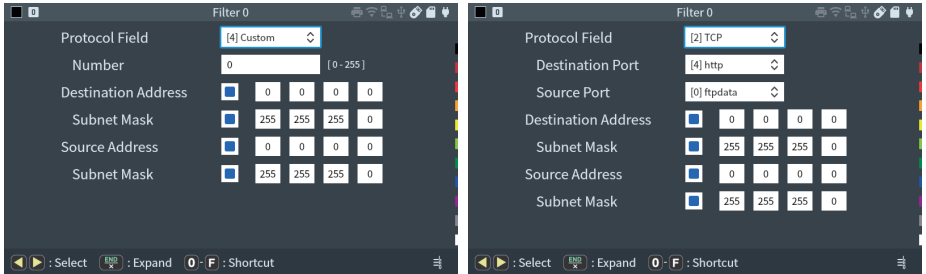 0 Filter 0
Protocol Field [4] Custom
Number 0 [ 0 - 255 ]
Destination Address 0 0 0 0
Subnet Mask 255 255 255 0
Source Address 0 0 0 0
Subnet Mask 255 255 255 0
: Select END × : Expand 0 - F : Shortcut
0 Filter 0
Protocol Field [2] TCP
Destination Port [4] http
Source Port [0] ftpdata
Destination Address 0 0 0 0
Subnet Mask 255 255 255 0
Source Address 0 0 0 0
Subnet Mask 255 255 255 0
: Select END × : Expand 0 - F : Shortcut